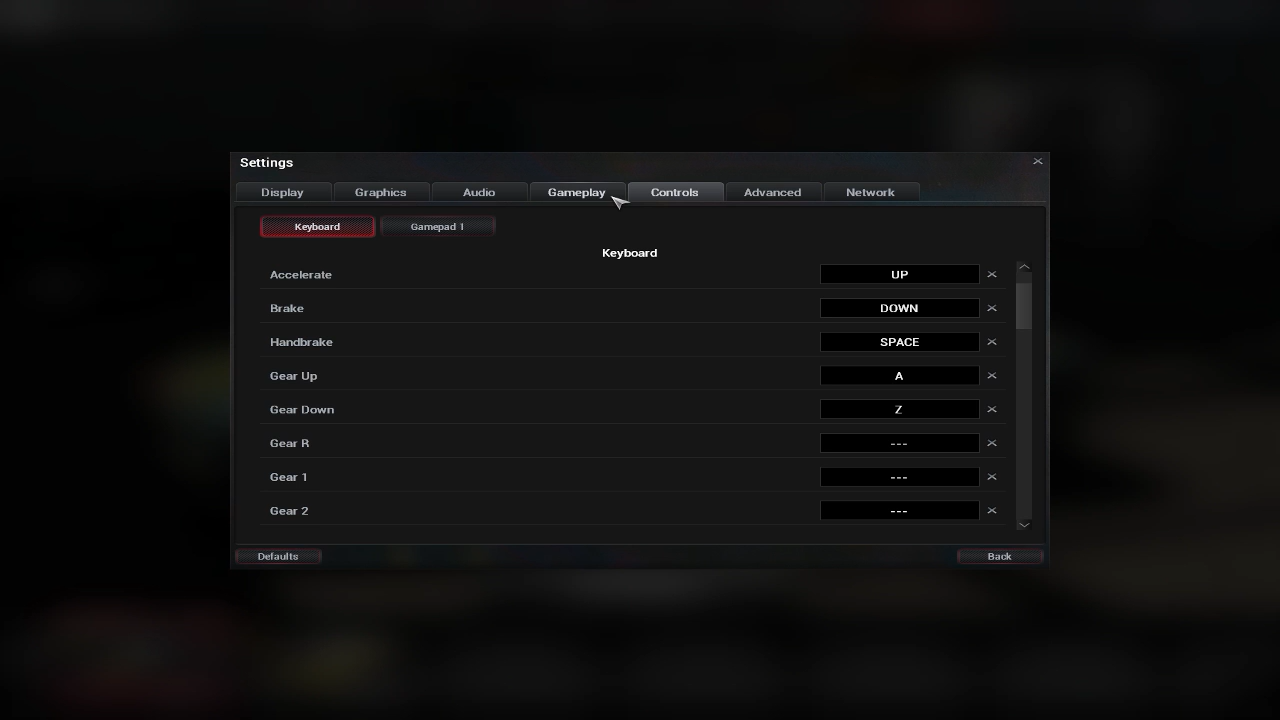 Settings
Display Graphics Audio Gameplay Controls Advanced Network
Keyboard Gamepad 1
Keyboard
Accelerate UP
Brake DOWN
Handbrake SPACE
Gear Up A
Gear Down Z
Gear R ---
Gear 1 ---
Gear 2 ---
Defaults Back